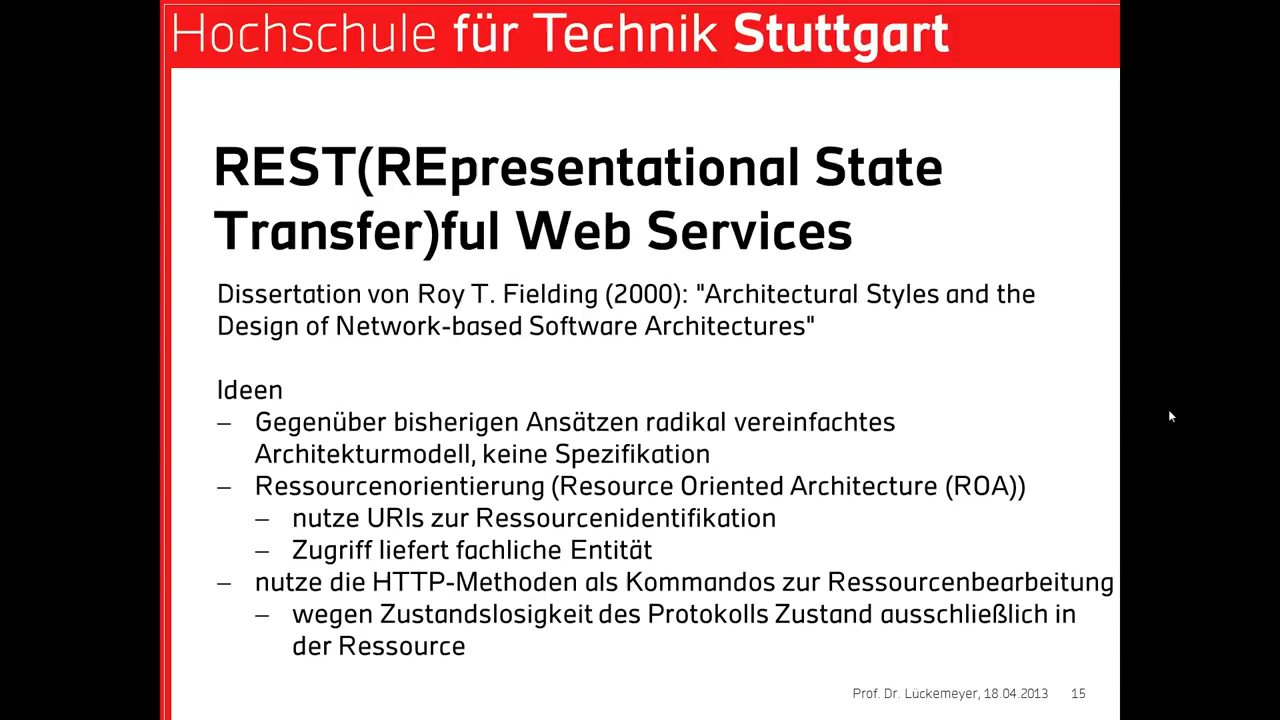 Hochschule für Technik Stuttgart
REST(REpresentational State
Transfer)ful Web Services
Dissertation von Roy T. Fielding (2000): "Architectural Styles and the
Design of Network-based Software Architectures"
Ideen
– Gegenüber bisherigen Ansätzen radikal vereinfachtes
Architekturmodell, keine Spezifikation
– Ressourcenorientierung (Resource Oriented Architecture (ROA))
– nutze URIs zur Ressourcenidentifikation
– Zugriff liefert fachliche Entität
– nutze die HTTP-Methoden als Kommandos zur Ressourcenbearbeitung
– wegen Zustandslosigkeit des Protokolls Zustand ausschließlich in
der Ressource
Prof. Dr. Lückemeyer, 18.04.2013 15